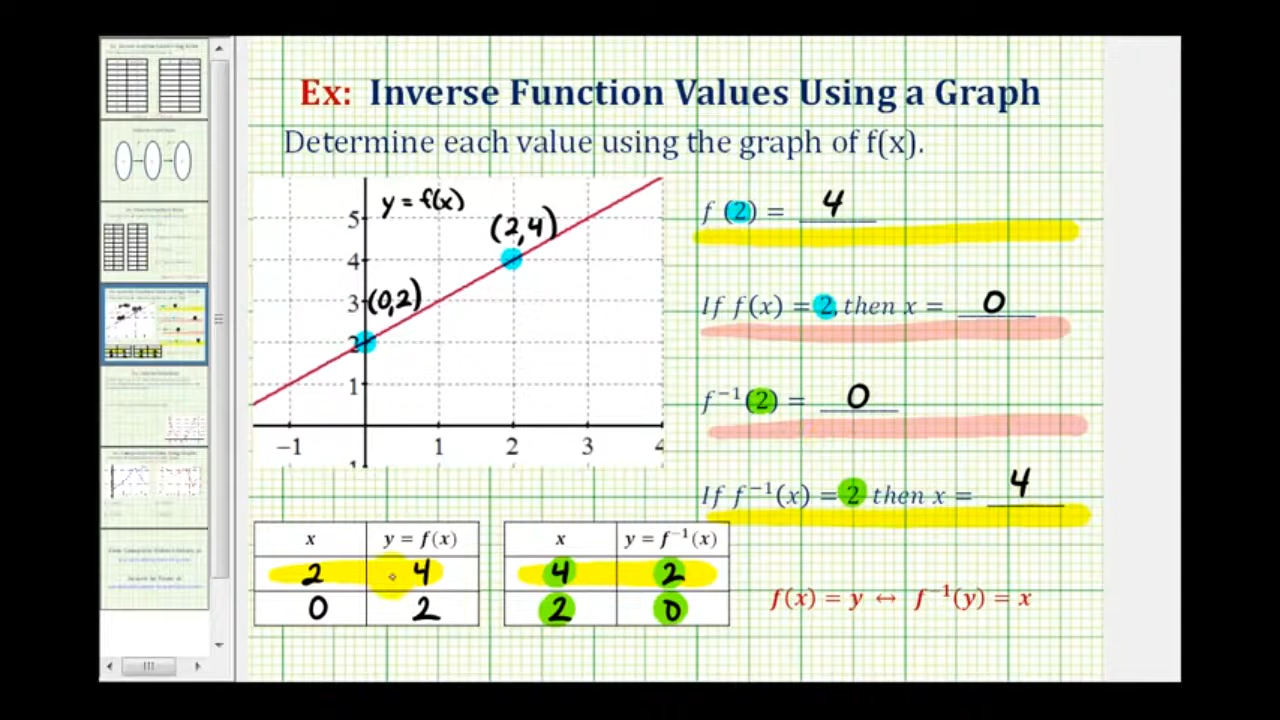 Ex: Inverse Function Values Using a Graph
Determine each value using the graph of f(x).
y = f(x)
(2,4)
(0,2)
5
4
3
2
1
−1 1 2 3 4
f (2) = 4
If f(x) = 2, then x = 0
f⁻¹(2) = 0
If f⁻¹(x) = 2 then x = 4
x y = f(x)
2 4
0 2
x y = f⁻¹(x)
4 2
2 0
f(x) = y ↔ f⁻¹(y) = x